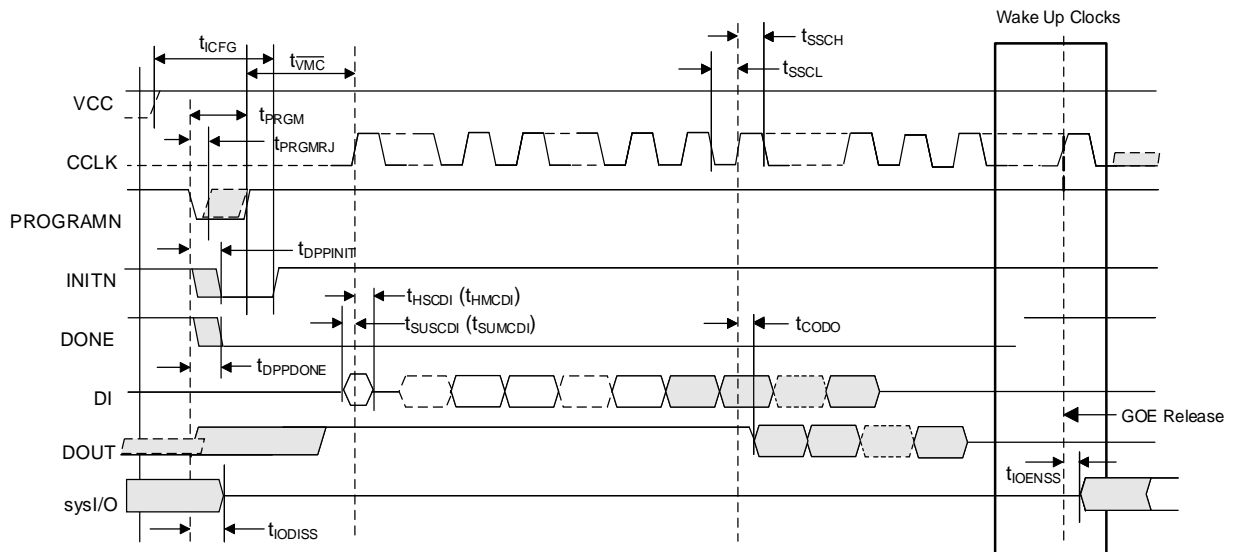 Wake Up Clocks
tICFG
tVMC
tSSCH
tSSCL
VCC
tPRGM
tPRGMRJ
CCLK
PROGRAMN
tDPPINIT
INITN
tHSCDI (tHMCDI)
tSUSCDI (tSUMCDI)
tCODO
DONE
tDPPDONE
DI
GOE Release
DOUT
tIOENSS
sysI/O
tIODISS